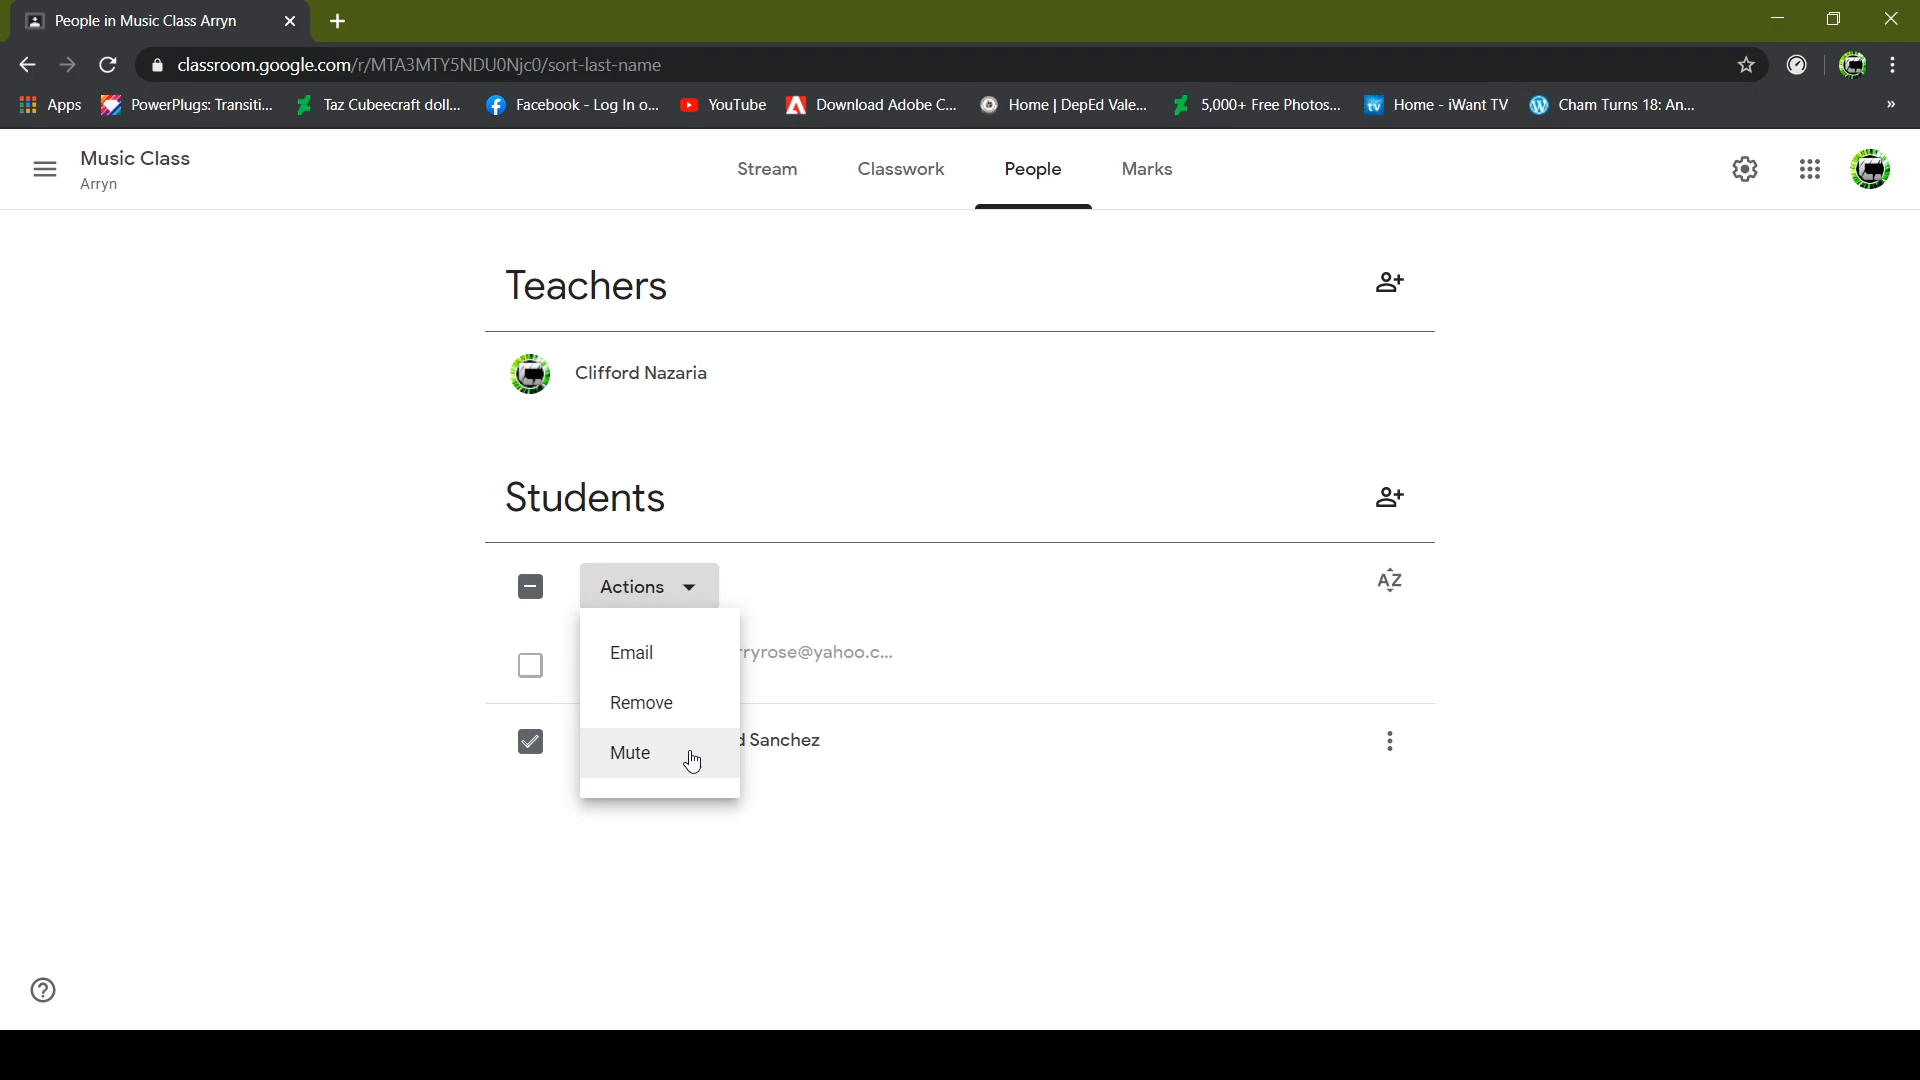 People in Music Class Arryn
classroom.google.com/r/MTA3MTY5NDU0Njc0/sort-last-name
Apps PowerPlugs: Transiti... Taz Cubeecraft doll... Facebook - Log In o... YouTube Download Adobe C... Home | DepEd Vale... 5,000+ Free Photos... Home - iWant TV Cham Turns 18: An... »
Music Class
Arryn
Stream Classwork People Marks
Teachers
Clifford Nazaria
Students
Actions
AZ
Email
rryrose@yahoo.c...
Remove
Mute
d Sanchez